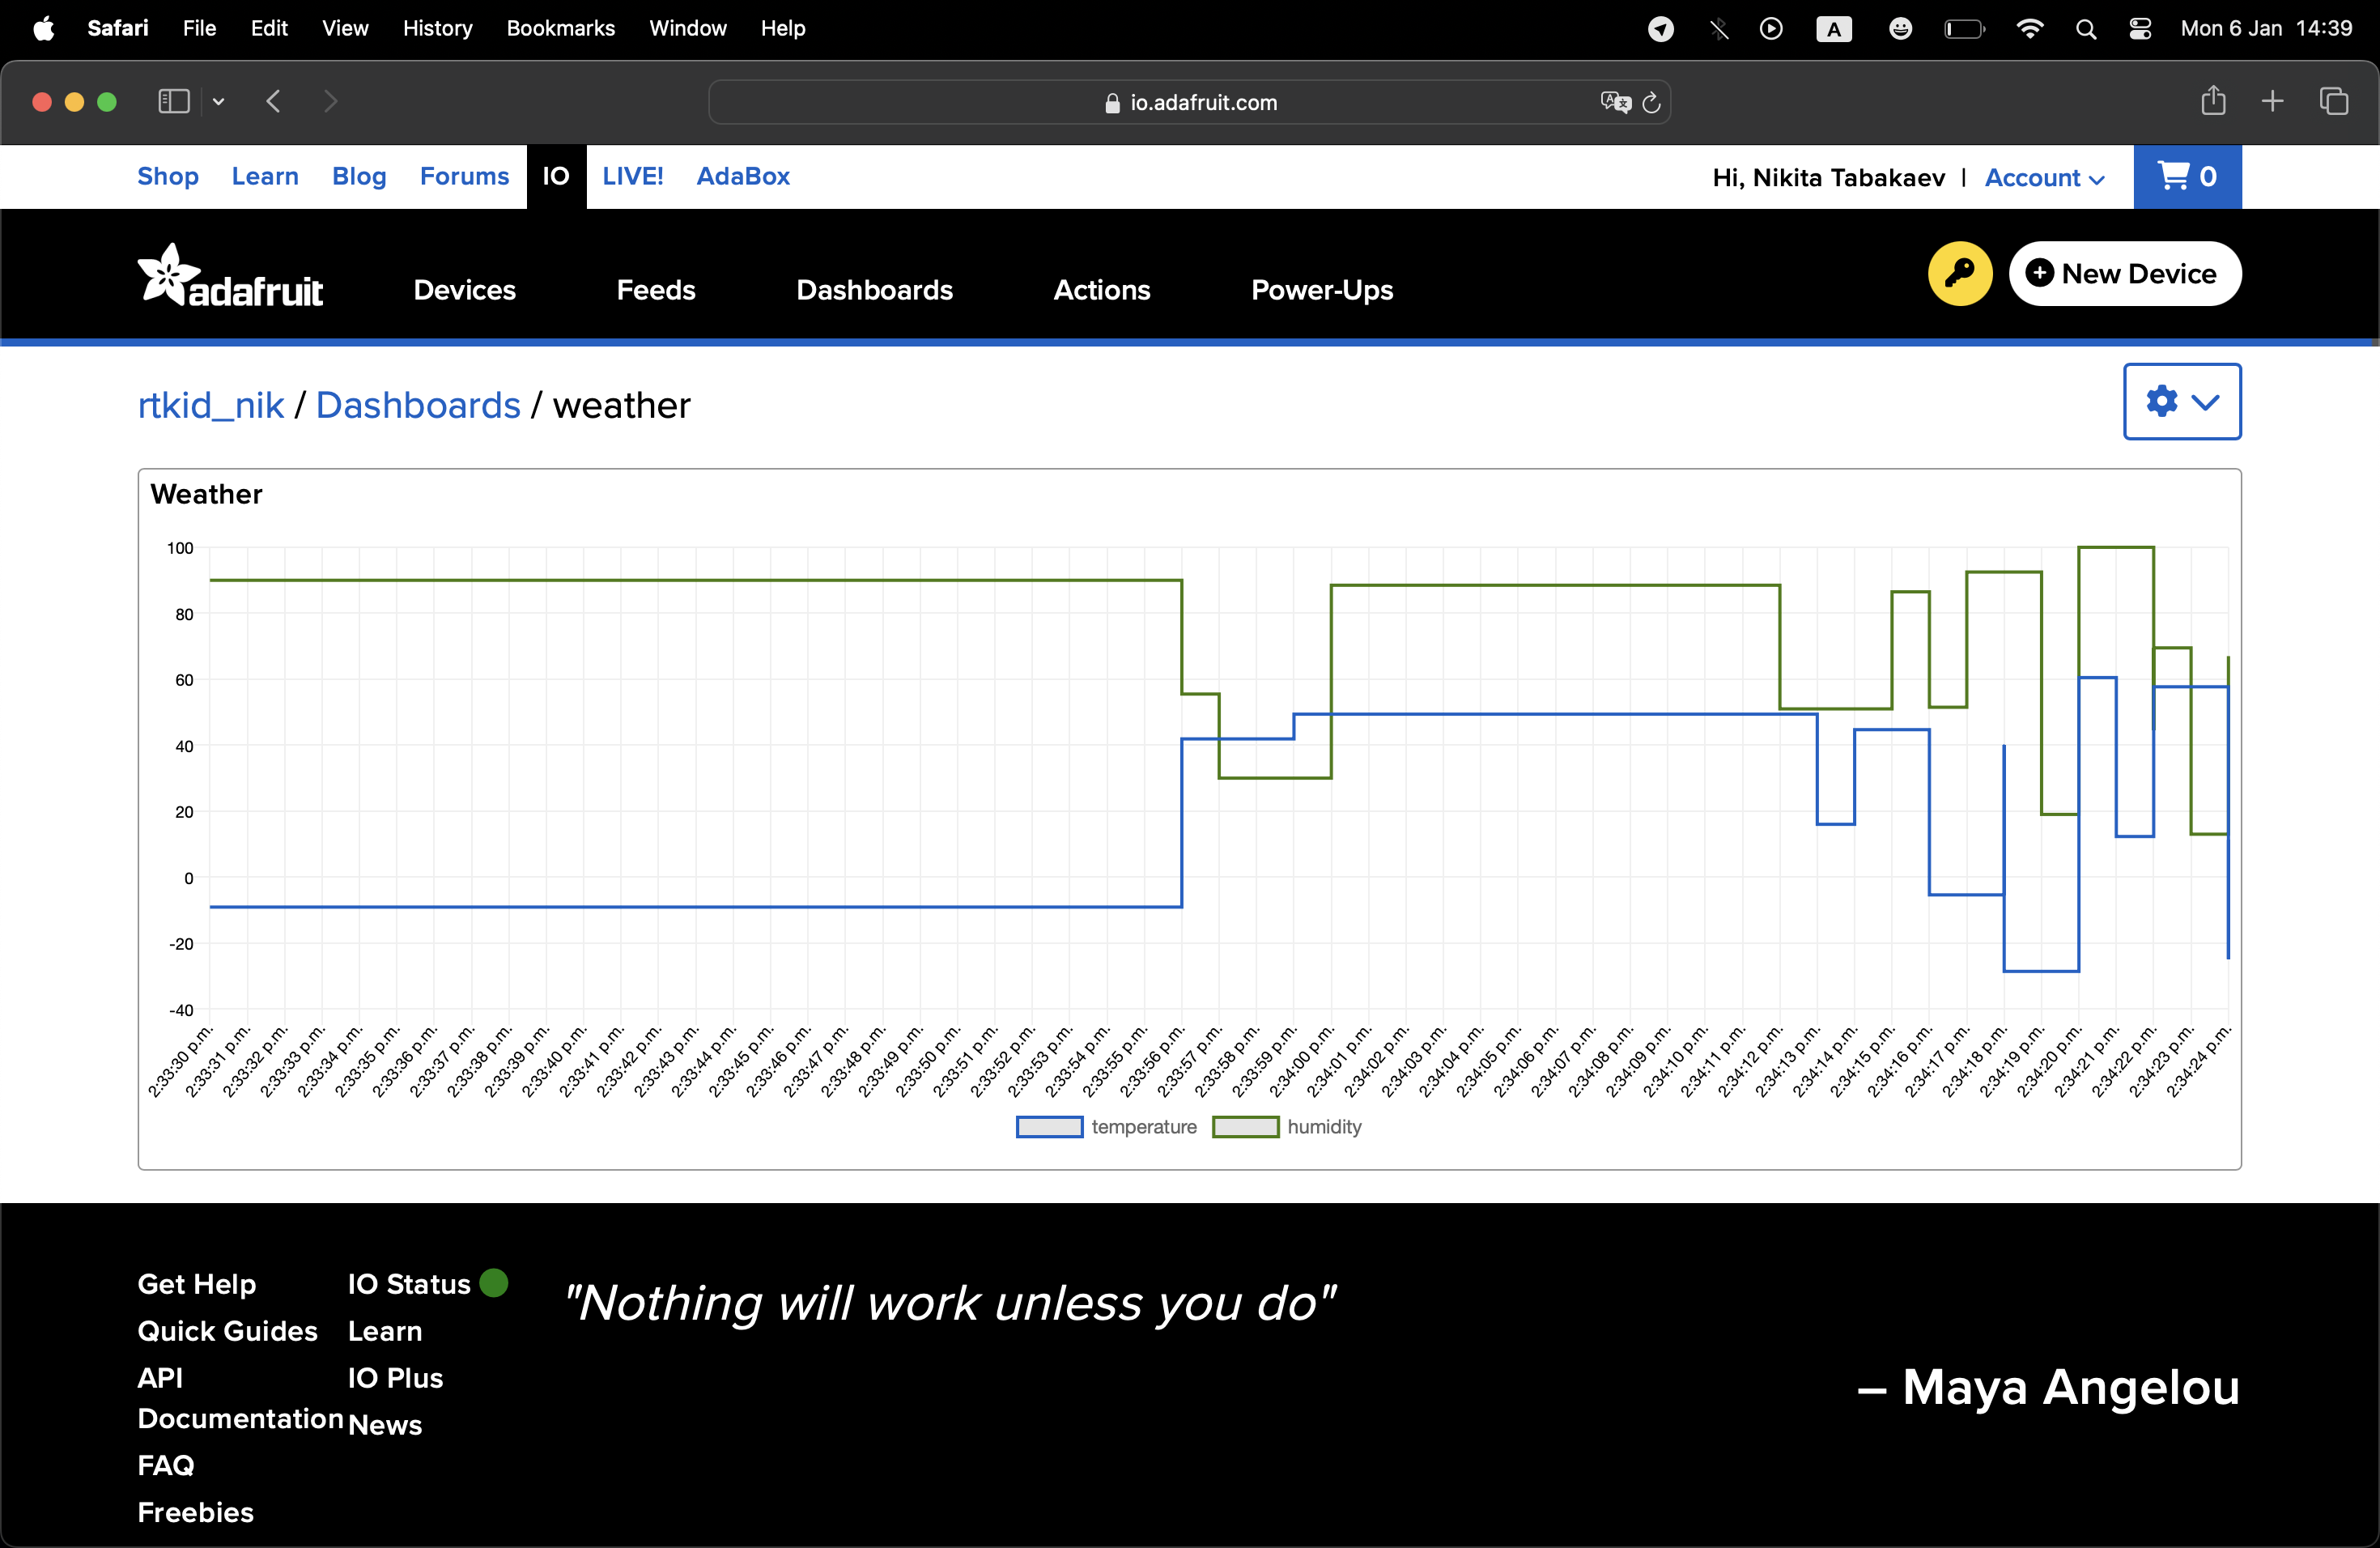 Safari File Edit View History Bookmarks Window Help A Mon 6 Jan 14:39
io.adafruit.com
Shop Learn Blog Forums IO LIVE! AdaBox Hi, Nikita Tabakaev | Account 0
adafruit Devices Feeds Dashboards Actions Power-Ups New Device
rtkid_nik / Dashboards / weather
Weather
100
80
60
40
20
0
-20
-40
2:33:30 p.m. 2:33:31 p.m. 2:33:32 p.m. 2:33:33 p.m. 2:33:34 p.m. 2:33:35 p.m. 2:33:36 p.m. 2:33:37 p.m. 2:33:38 p.m. 2:33:39 p.m. 2:33:40 p.m. 2:33:41 p.m. 2:33:42 p.m. 2:33:43 p.m. 2:33:44 p.m. 2:33:45 p.m. 2:33:46 p.m. 2:33:47 p.m. 2:33:48 p.m. 2:33:49 p.m. 2:33:50 p.m. 2:33:51 p.m. 2:33:52 p.m. 2:33:53 p.m. 2:33:54 p.m. 2:33:55 p.m. 2:33:56 p.m. 2:33:57 p.m. 2:33:58 p.m. 2:33:59 p.m. 2:34:00 p.m. 2:34:01 p.m. 2:34:02 p.m. 2:34:03 p.m. 2:34:04 p.m. 2:34:05 p.m. 2:34:06 p.m. 2:34:07 p.m. 2:34:08 p.m. 2:34:09 p.m. 2:34:10 p.m. 2:34:11 p.m. 2:34:12 p.m. 2:34:13 p.m. 2:34:14 p.m. 2:34:15 p.m. 2:34:16 p.m. 2:34:17 p.m. 2:34:18 p.m. 2:34:19 p.m. 2:34:20 p.m. 2:34:21 p.m. 2:34:22 p.m. 2:34:23 p.m. 2:34:24 p.m.
temperature humidity
Get Help
Quick Guides
API
Documentation
FAQ
Freebies
IO Status
Learn
IO Plus
News
"Nothing will work unless you do"
– Maya Angelou